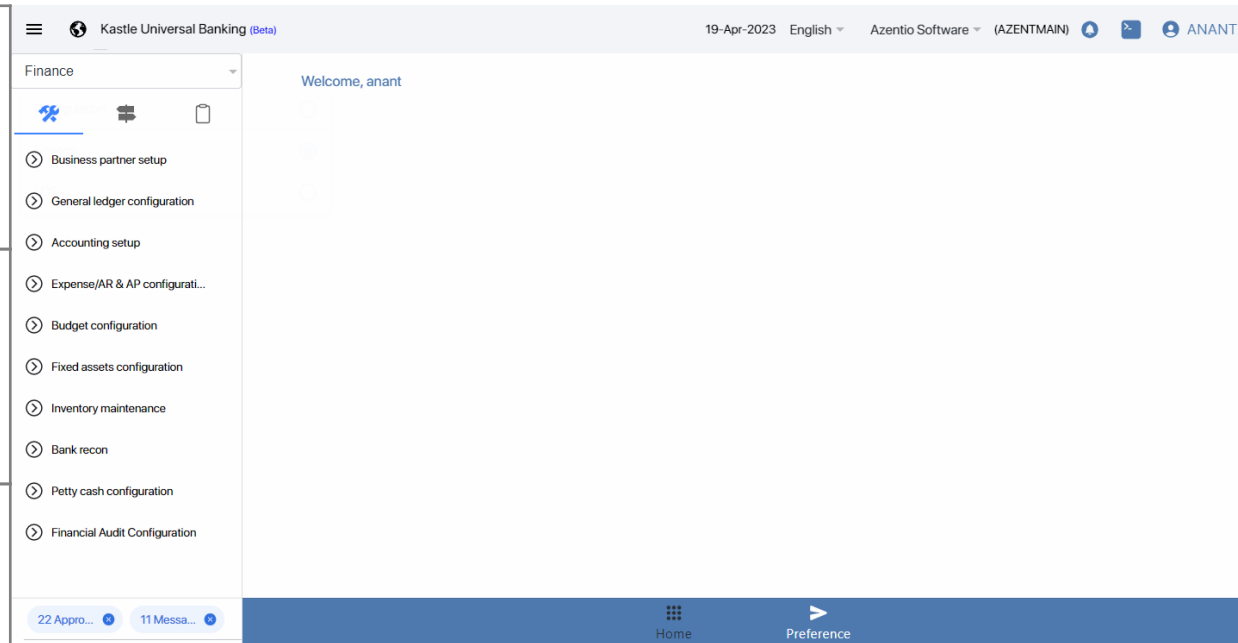 Kastle Universal Banking (Beta) 19-Apr-2023 English Azentio Software (AZENTMAIN) ANANT
Finance
Welcome, anant
Business partner setup
General ledger configuration
Accounting setup
Expense/AR & AP configurati...
Budget configuration
Fixed assets configuration
Inventory maintenance
Bank recon
Petty cash configuration
Financial Audit Configuration
22 Appro... 11 Messa...
Home Preference